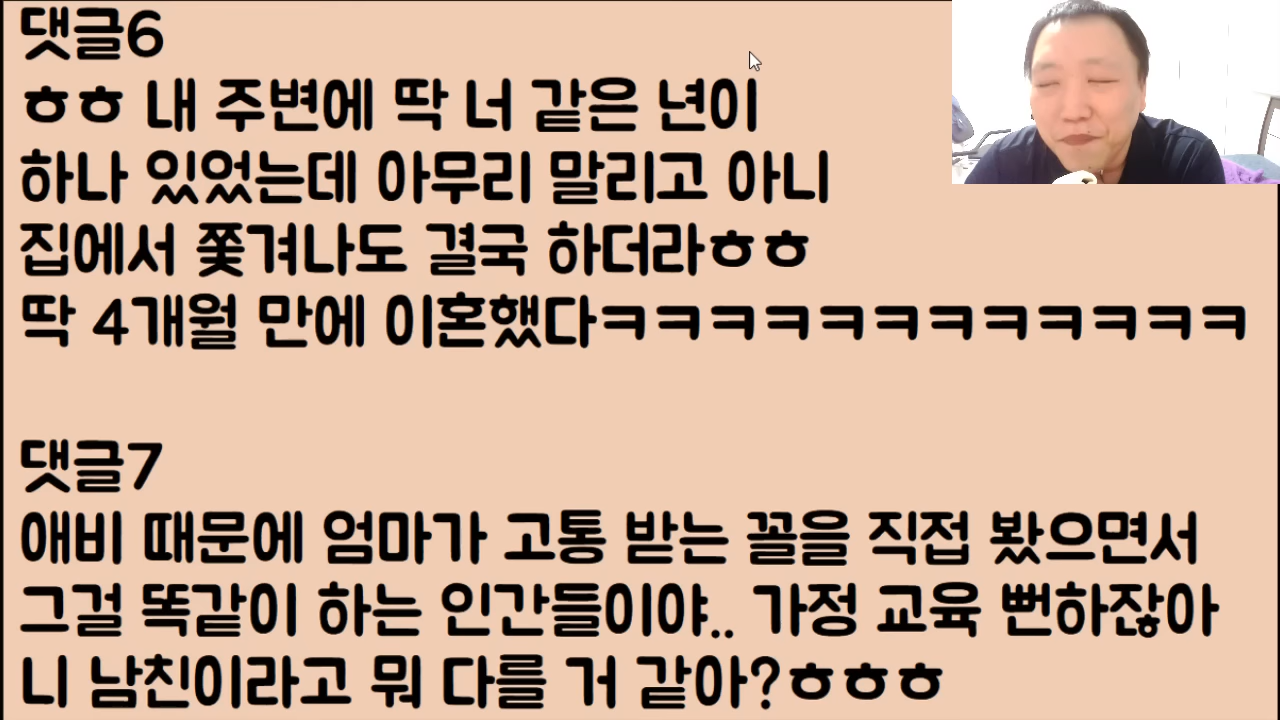 댓글6
ㅎㅎ 내 주변에 딱 너 같은 년이
하나 있었는데 아무리 말리고 아니
집에서 쫓겨나도 결국 하더라ㅎㅎ
딱 4개월 만에 이혼했다ㅋㅋㅋㅋㅋㅋㅋㅋㅋㅋㅋㅋ
댓글7
애비 때문에 엄마가 고통 받는 꼴을 직접 봤으면서
그걸 똑같이 하는 인간들이야.. 가정 교육 뻔하잖아
니 남친이라고 뭐 다를 거 같아?ㅎㅎㅎ